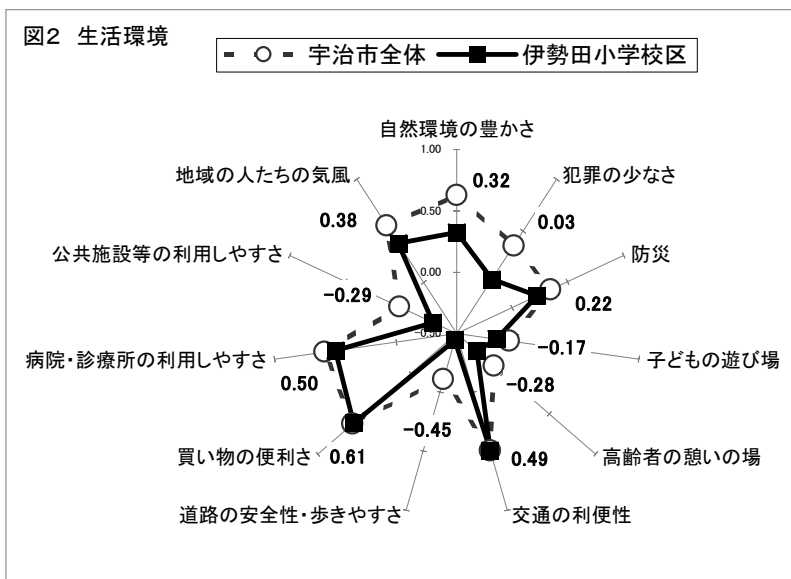 図2 生活環境
宇治市全体 伊勢田小学校区
自然環境の豊かさ
地域の人たちの気風
犯罪の少なさ
公共施設等の利用しやすさ
防災
病院・診療所の利用しやすさ
子どもの遊び場
買い物の便利さ
高齢者の憩いの場
道路の安全性・歩きやすさ
交通の利便性
1.00
0.50
0.00
-0.50
0.32
0.03
0.22
-0.17
-0.28
0.49
-0.45
0.61
0.50
-0.29
0.38